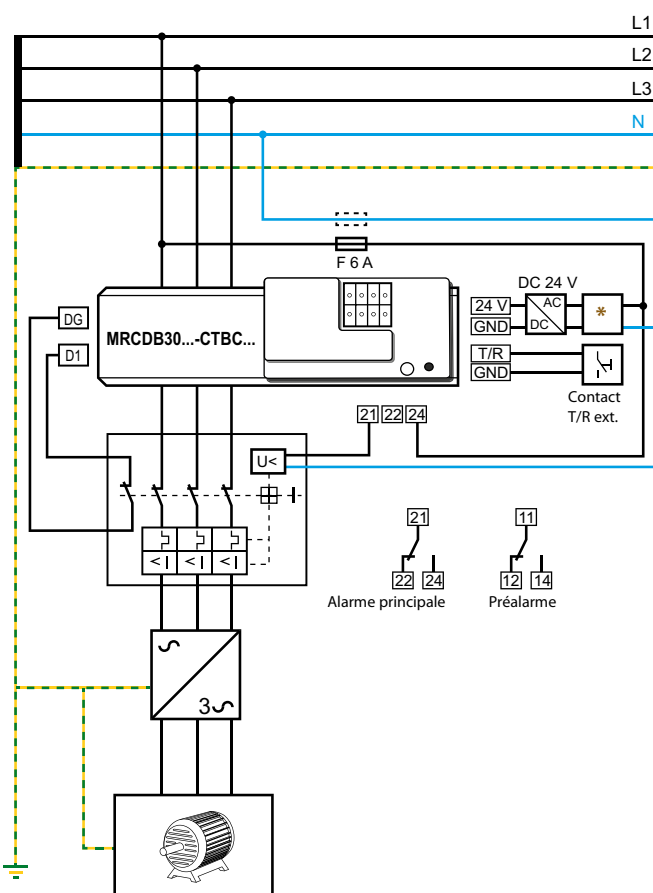 L1
L2
L3
N
F 6 A
DC 24 V
24 V
AC
*
GND
DC
DG
MRCDB30...-CTBC...
D1
T/R
GND
Contact
T/R ext.
21 22 24
U<
21
11
22 24
12 14
Alarme principale
Préalarme
< I < I < I
3